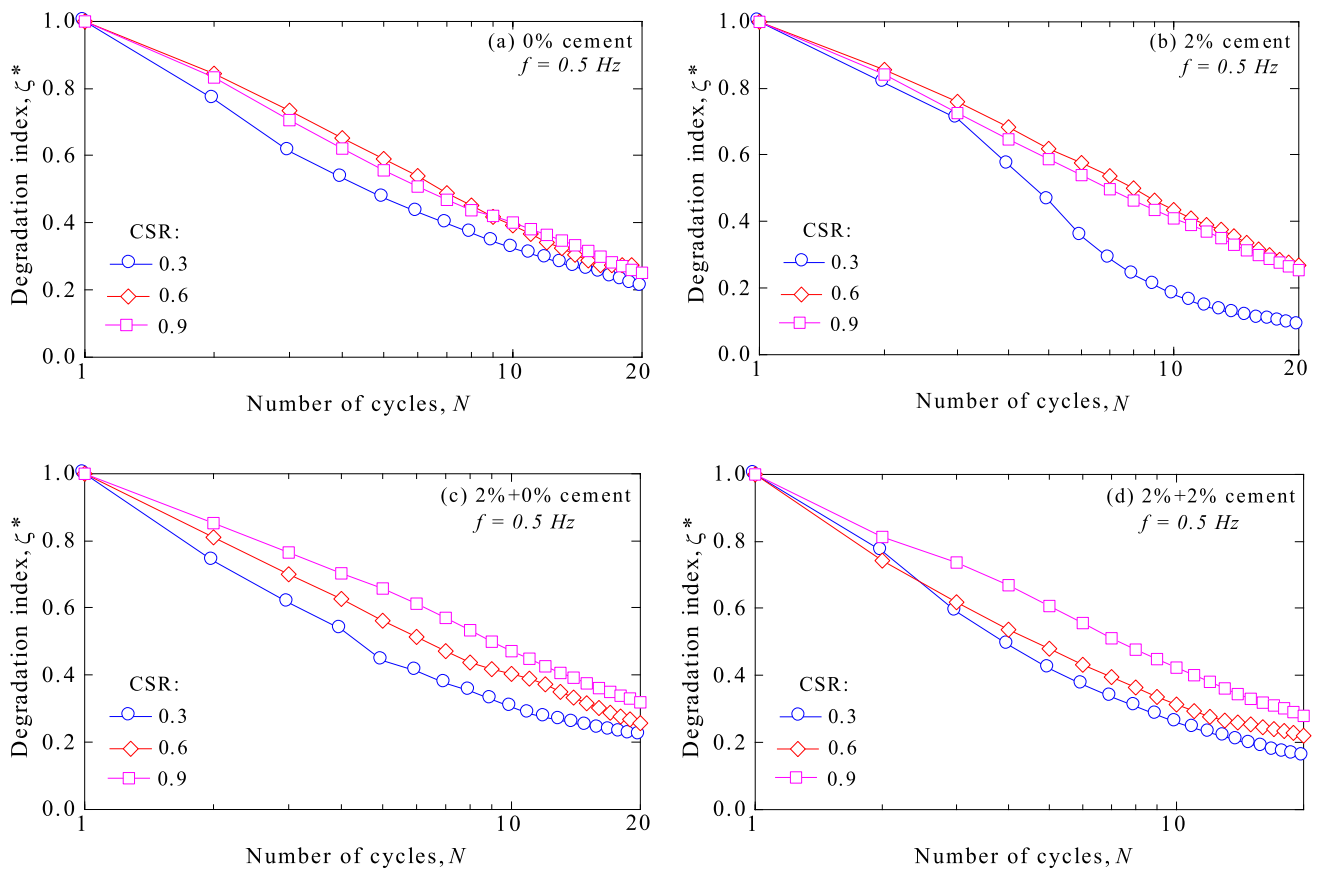 1.0
0.8
0.6
0.4
0.2
0.0
Degradation index, ζ*
(a) 0% cement
f = 0.5 Hz
CSR:
0.3
0.6
0.9
1
10
20
Number of cycles, N
1.0
0.8
0.6
0.4
0.2
0.0
Degradation index, ζ*
(b) 2% cement
f = 0.5 Hz
CSR:
0.3
0.6
0.9
1
10
20
Number of cycles, N
1.0
0.8
0.6
0.4
0.2
0.0
Degradation index, ζ*
(c) 2%+0% cement
f = 0.5 Hz
CSR:
0.3
0.6
0.9
1
10
20
Number of cycles, N
1.0
0.8
0.6
0.4
0.2
0.0
Degradation index, ζ*
(d) 2%+2% cement
f = 0.5 Hz
CSR:
0.3
0.6
0.9
1
10
20
Number of cycles, N